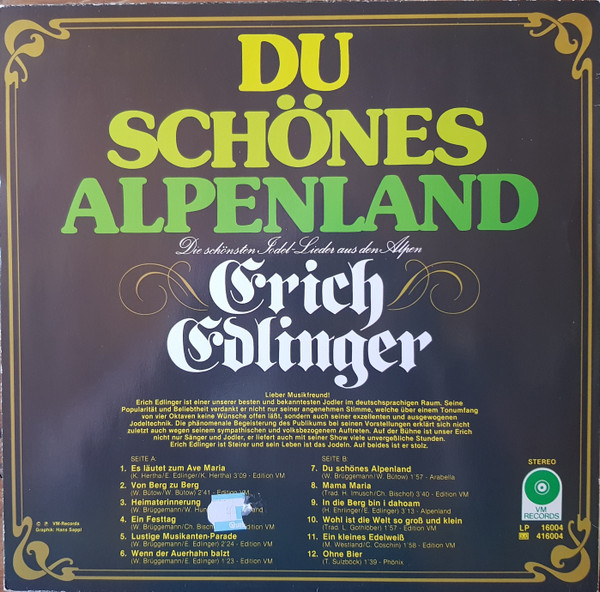 DU
SCHÖNES
ALPENLAND
Die schönsten Jodel-Lieder aus den Alpen
Erich
Edlinger
Lieber Musikfreund!
Erich Edlinger ist einer unserer besten und bekanntesten Jodler im deutschsprachigen Raum. Seine
Popularität und Beliebtheit verdankt er nicht nur seiner angenehmen Stimme, welche über einem Tonumfang
von vier Oktaven keine Wünsche offen läßt, sondern auch seiner exzellenten und ausgewogenen
Jodeltechnik. Die phänomenale Begeisterung des Publikums bei seinen Vorstellungen erklärt sich nicht
zuletzt auch wegen seinem sympathischen und volksbezogenem Auftreten. Auf der Bühne ist unser Erich
nicht nur Sänger und Jodler, er liefert auch mit seiner Show viele unvergeßliche Stunden.
Erich Edlinger ist Steirer und sein Leben ist das Jodeln. Auf beides ist er stolz.
SEITE A:
1. Es läutet zum Ave Maria
(K. Hertha/E. Edlinger/K. Hertha) 3'09 - Edition VM
2. Von Berg zu Berg
(W. Bütow/W. Bütow) 2'41 - Edition VM
3. Heimaterinnerung
(W. Brüggemann/W. Edition VM
4. Ein Festtag
(W. Brüggemann/Ch. Edition VM
5. Lustige Musikanten-Parade
(W. Brüggemann/E. Edlinger) 2'24 - Edition VM
6. Wenn der Auerhahn balzt
(W. Brüggemann/E. Edlinger) 1'23 - Edition VM
SEITE B:
7. Du schönes Alpenland
(W. Brüggemann/W. Bütow) 1'57 - Arabella
8. Mama Maria
(Trad. H. Imusch/Ch. Bischof) 3'40 - Edition VM
9. In die Berg bin i dahoam
(H. Ehringer/E. Edlinger) 3'13 - Alpenland
10. Wohl ist die Welt so groß und klein
(Trad. L. Gothlöber) 1'57 - Edition VM
11. Ein kleines Edelweiß
(M. Westland/C. Coschin) 1'58 - Edition VM
12. Ohne Bier
(T. Sulzböck) 1'39 - Phönix
STEREO
VM
RECORDS
LP 16004
MC 416004
© ℗ VM-Records
Graphik: Hans Sappl